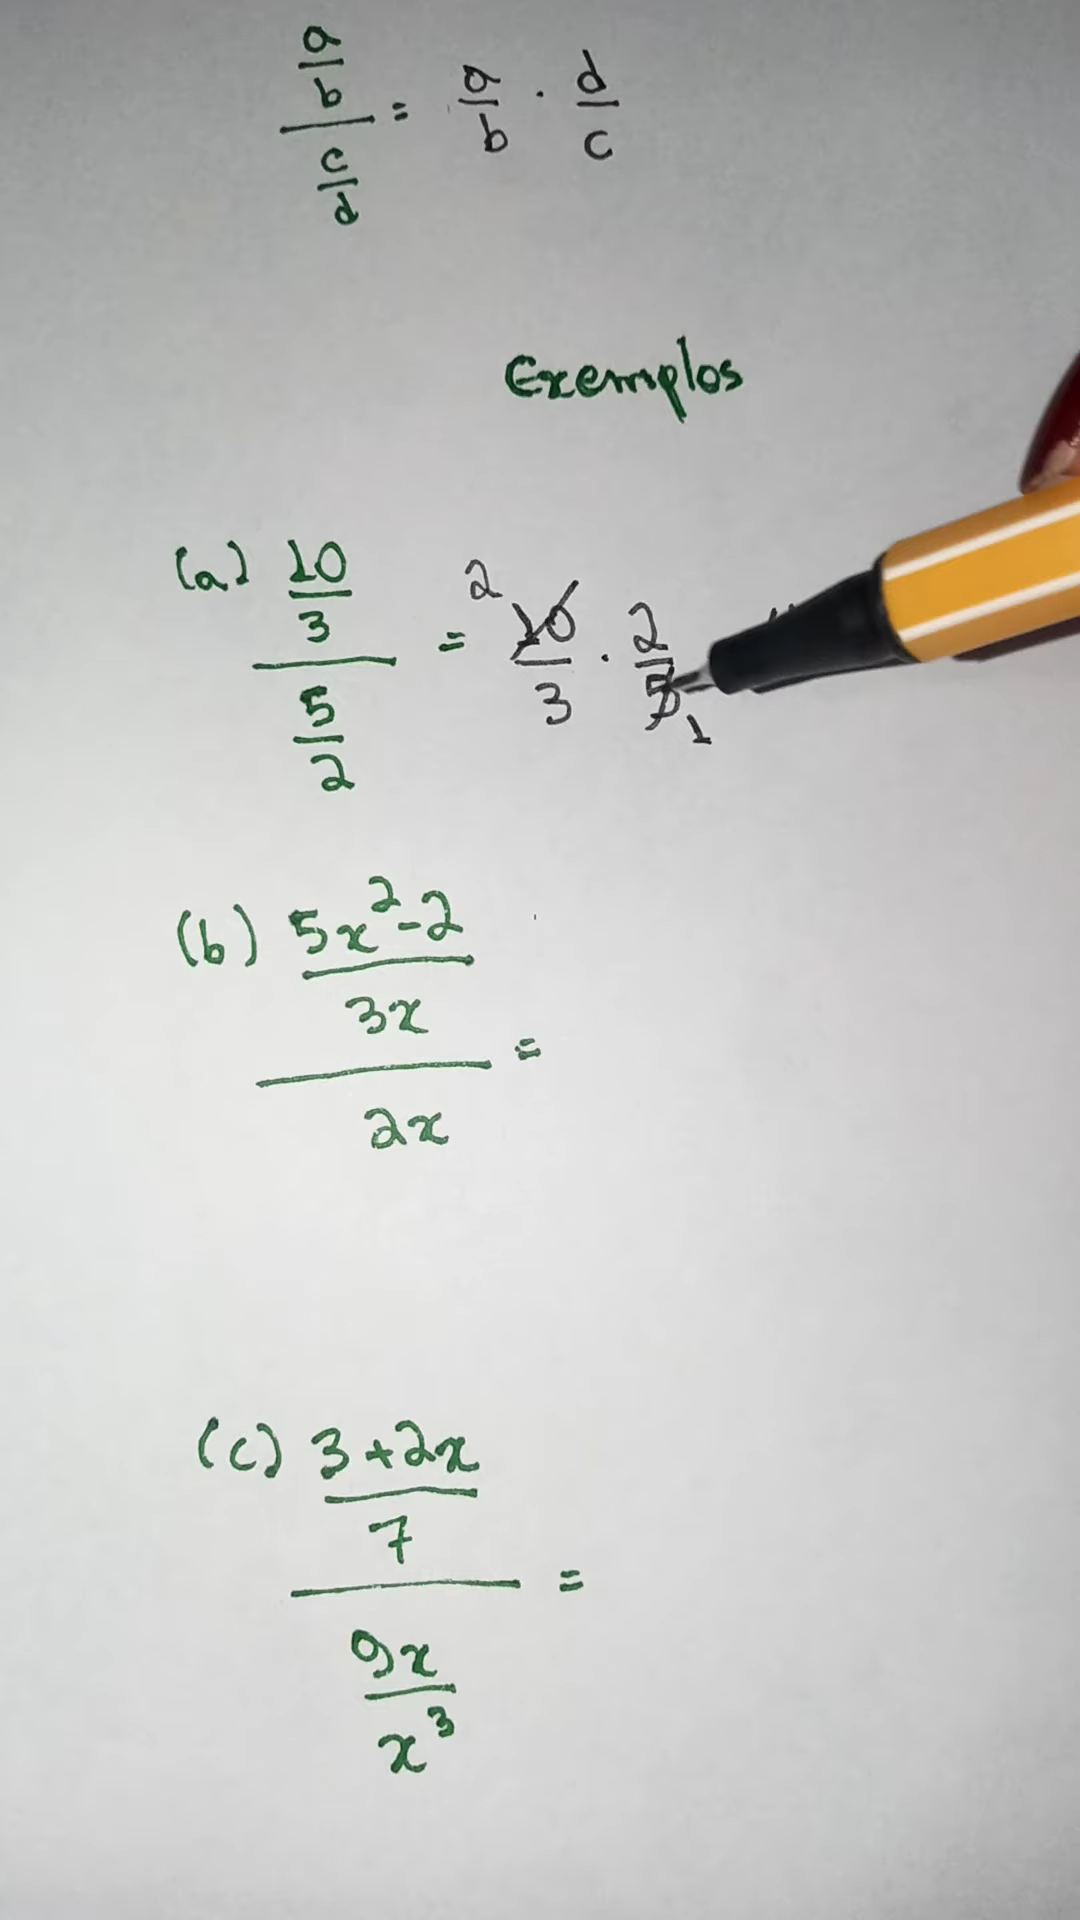 a/b / c/d = a/b · d/c
Exemplos
(a) 10/3 / 5/2 = 2 10/3 · 2/5 1
(b) 5x²-2/3x / 2x =
(c) 3+2x/7 / 9x/x³ =